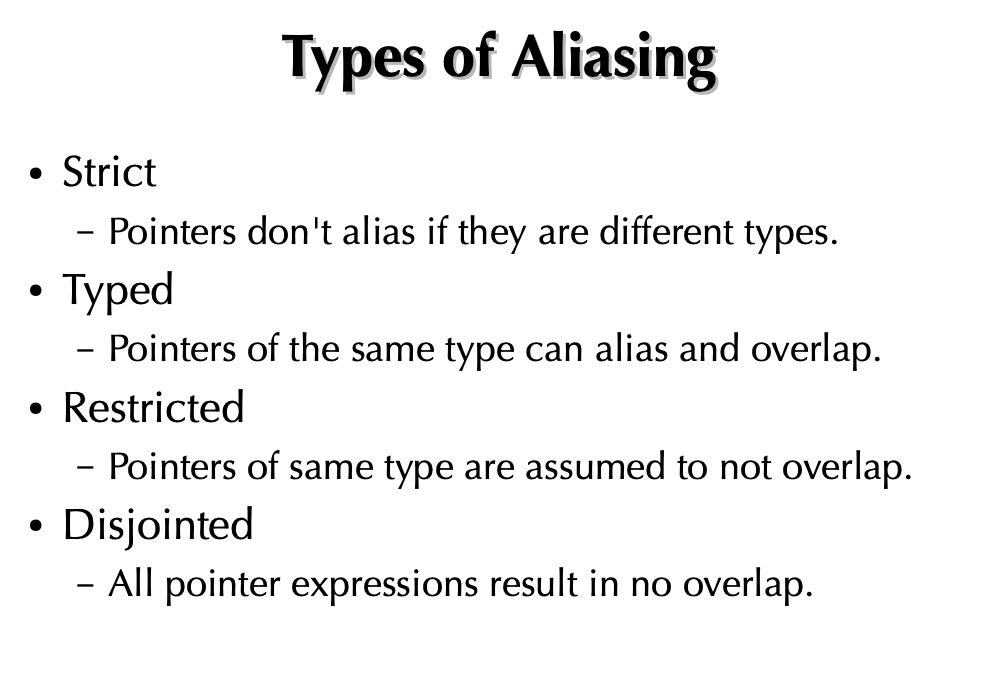 Types of Aliasing
• Strict
– Pointers don't alias if they are different types.
• Typed
– Pointers of the same type can alias and overlap.
• Restricted
– Pointers of same type are assumed to not overlap.
• Disjointed
– All pointer expressions result in no overlap.